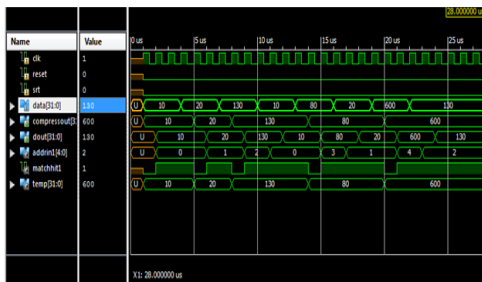 28.000000 u
Name Value 0 us 5 us 10 us 15 us 20 us 25 us
clk 1
reset 0
srt 0
data[31:0] 130 U 10 20 130 10 80 20 600 130
compressout[3: 600 U 10 20 130 80 600
dout[31:0] 130 U 10 20 130 10 80 20 600 130
addrin1[4:0] 2 U 0 1 2 0 3 1 4 2
matchhit1 1
temp[31:0] 600 U 10 20 130 80 600
X1: 28.000000 us